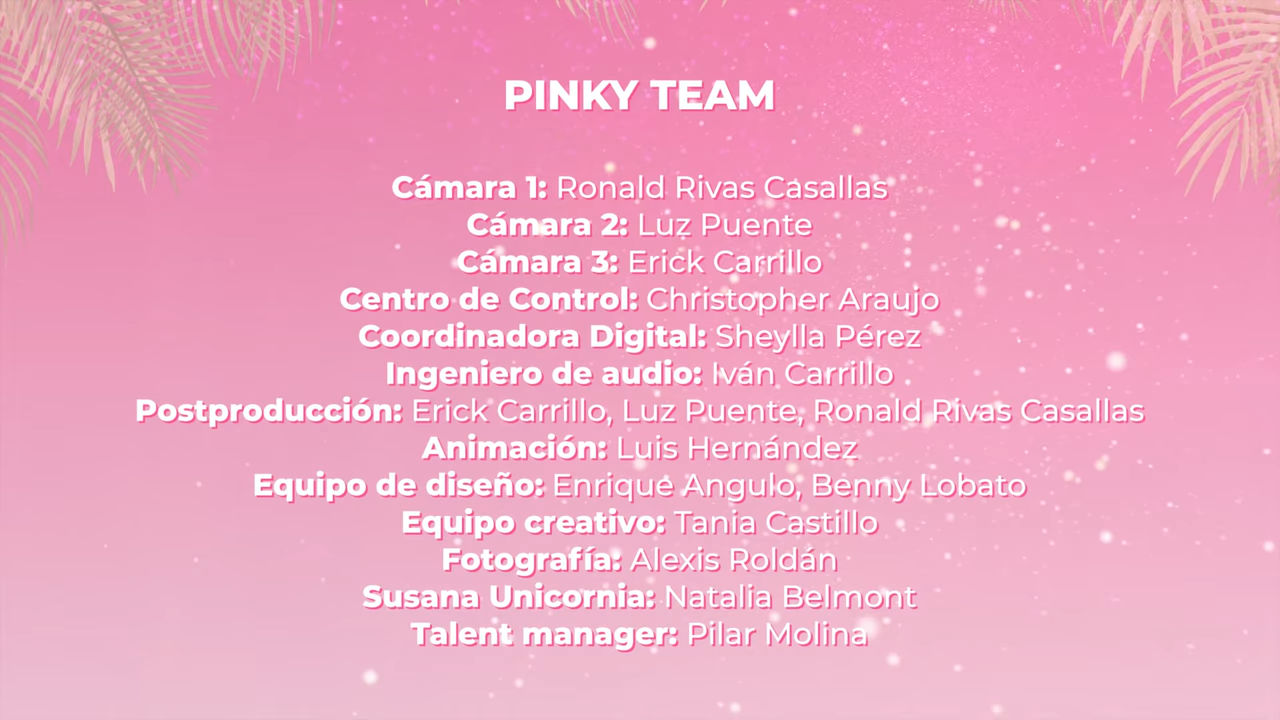 PINKY TEAM
Cámara 1: Ronald Rivas Casallas
Cámara 2: Luz Puente
Cámara 3: Erick Carrillo
Centro de Control: Christopher Araujo
Coordinadora Digital: Sheylla Pérez
Ingeniero de audio: Iván Carrillo
Postproducción: Erick Carrillo, Luz Puente, Ronald Rivas Casallas
Animación: Luis Hernández
Equipo de diseño: Enrique Angulo, Benny Lobato
Equipo creativo: Tania Castillo
Fotografía: Alexis Roldán
Susana Unicornia: Natalia Belmont
Talent manager: Pilar Molina